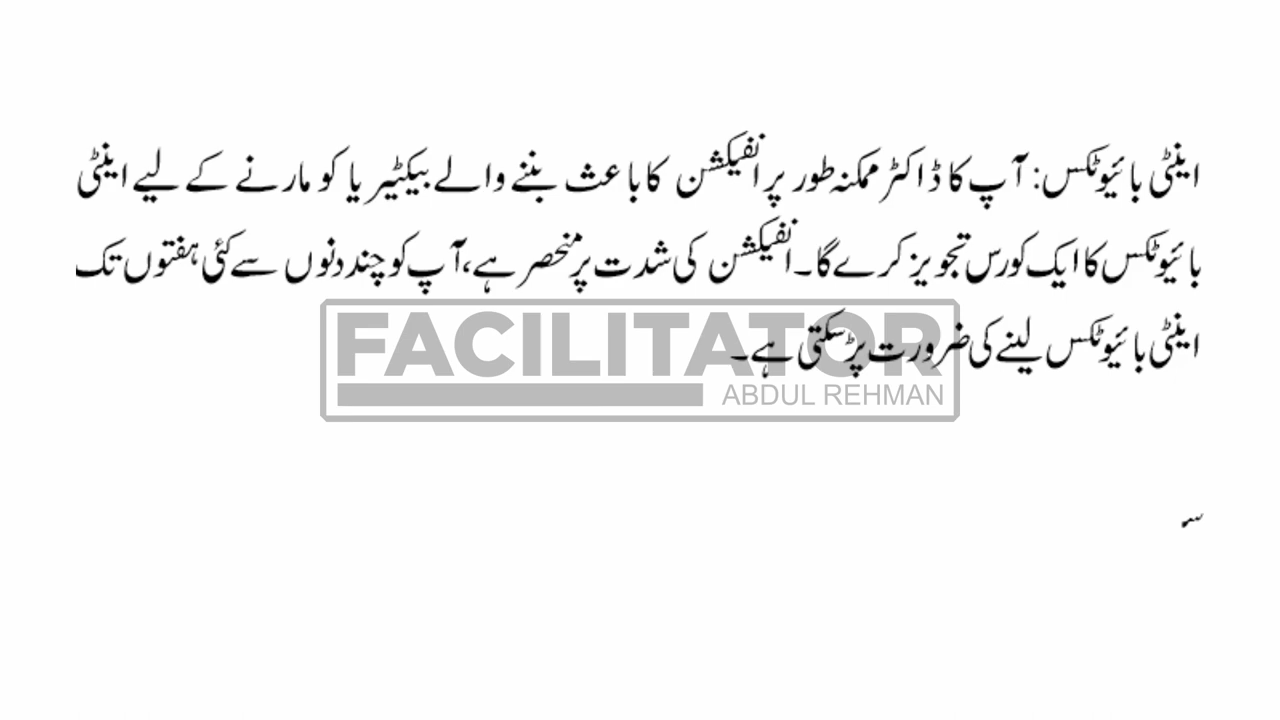 اینٹی بائیوٹکس: آپ کا ڈاکٹر ممکنہ طور پر انفیکشن کا باعث بننے والے بیکٹیریا کو مارنے کے لیے اینٹی
بائیوٹکس کا ایک کورس تجویز کرے گا۔ انفیکشن کی شدت پر منحصر ہے، آپ کو چند دنوں سے کئی ہفتوں تک
اینٹی بائیوٹکس لینے کی ضرورت پڑ سکتی ہے۔
FACILITATOR
ABDUL REHMAN